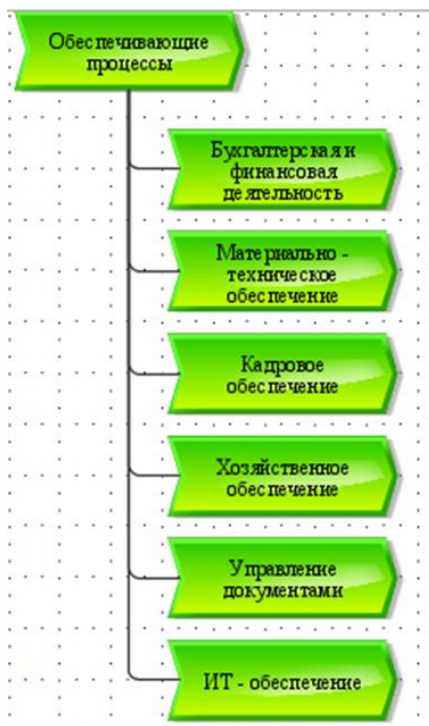 Обеспечивающие
процессы
Бухгалтерская и
финансовая
деятельность
Материально -
техническое
обеспечение
Кадровое
обеспечение
Хозяйственное
обеспечение
Управление
документами
ИТ - обеспечение